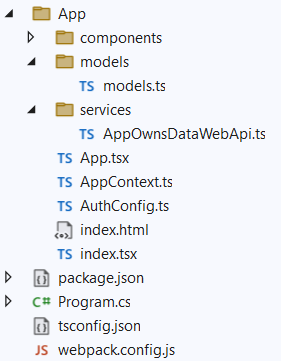 App
components
models
TS models.ts
services
TS AppOwnsDataWebApi.ts
TS App.tsx
TS AppContext.ts
TS AuthConfig.ts
index.html
TS index.tsx
package.json
C# Program.cs
tsconfig.json
JS webpack.config.js